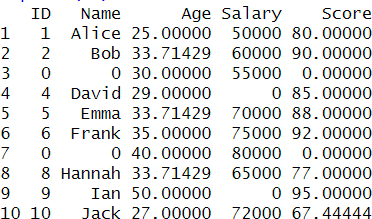 ID Name Age Salary Score
1 1 Alice 25.00000 50000 80.00000
2 2 Bob 33.71429 60000 90.00000
3 0 0 30.00000 55000 0.00000
4 4 David 29.00000 0 85.00000
5 5 Emma 33.71429 70000 88.00000
6 6 Frank 35.00000 75000 92.00000
7 0 0 40.00000 80000 0.00000
8 8 Hannah 33.71429 65000 77.00000
9 9 Ian 50.00000 0 95.00000
10 10 Jack 27.00000 72000 67.44444